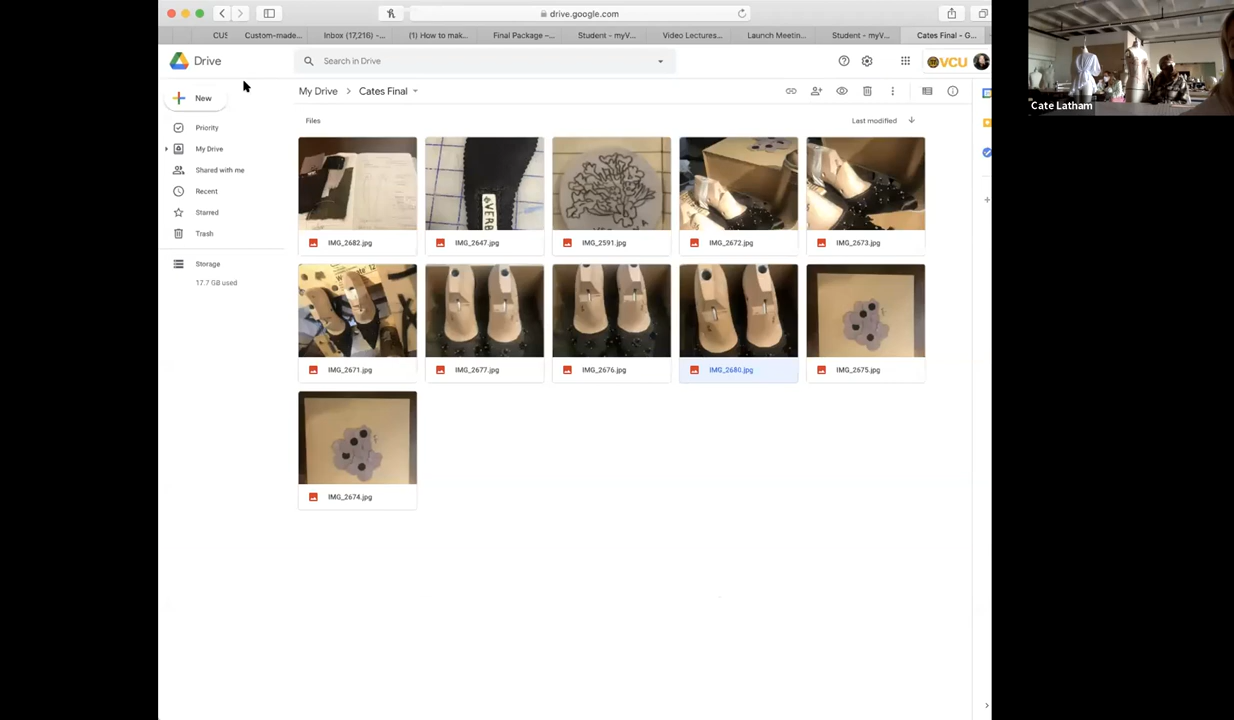 drive.google.com
CUS
Custom-made...
Inbox (17,216) -...
(1) How to mak...
Final Package –...
Student - myV...
Video Lectures...
Launch Meetin...
Student - myV...
Cates Final - G...
Drive
Search in Drive
VCU
New
My Drive
Cates Final
Cate Latham
Files
Last modified
Priority
My Drive
Shared with me
Recent
Starred
Trash
Storage
17.7 GB used
VERB
IMG_2682.jpg
IMG_2647.jpg
IMG_2591.jpg
IMG_2672.jpg
IMG_2673.jpg
IMG_2671.jpg
IMG_2677.jpg
IMG_2676.jpg
IMG_2680.jpg
IMG_2675.jpg
IMG_2674.jpg